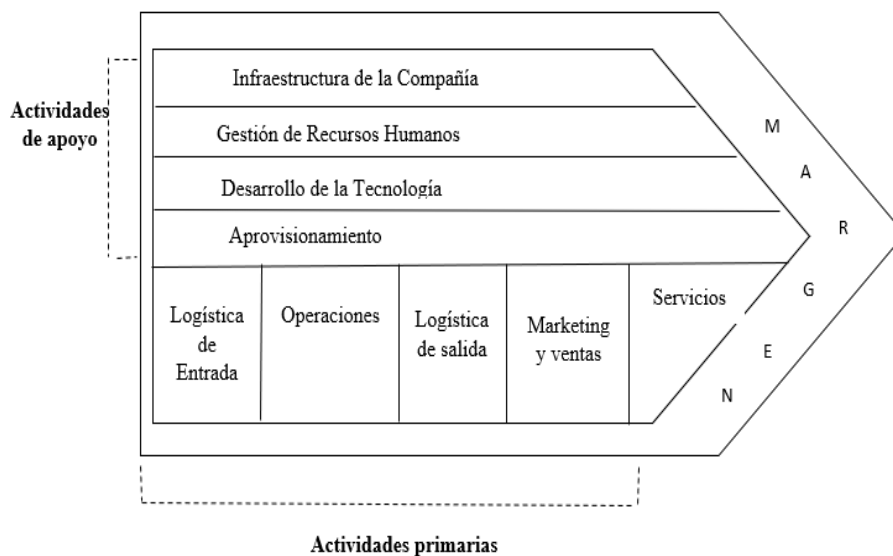 Infraestructura de la Compañía
Actividades
de apoyo
Gestión de Recursos Humanos
Desarrollo de la Tecnología
Aprovisionamiento
Logística
de
Entrada
Operaciones
Logística
de salida
Marketing
y ventas
Servicios
M
A
R
G
E
N
Actividades primarias